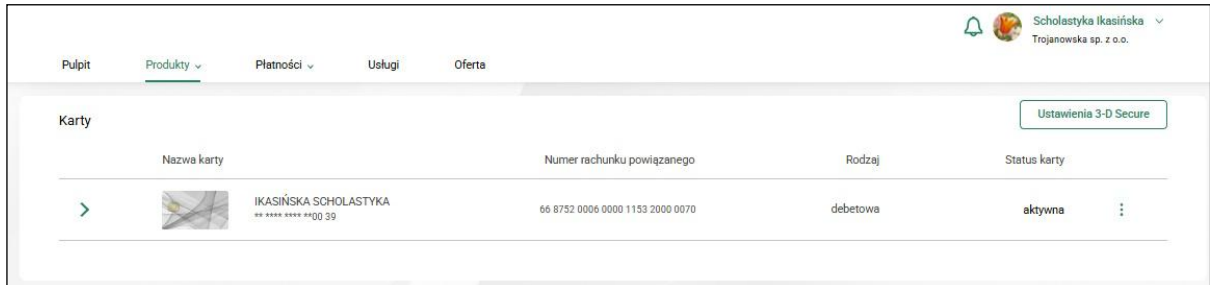 Scholastyka Ikasińska
Trojanowska sp. z o.o.
Pulpit Produkty Płatności Usługi Oferta
Karty
Ustawienia 3-D Secure
Nazwa karty Numer rachunku powiązanego Rodzaj Status karty
IKASIŃSKA SCHOLASTYKA
** **** **** **00 39
66 8752 0006 0000 1153 2000 0070 debetowa aktywna